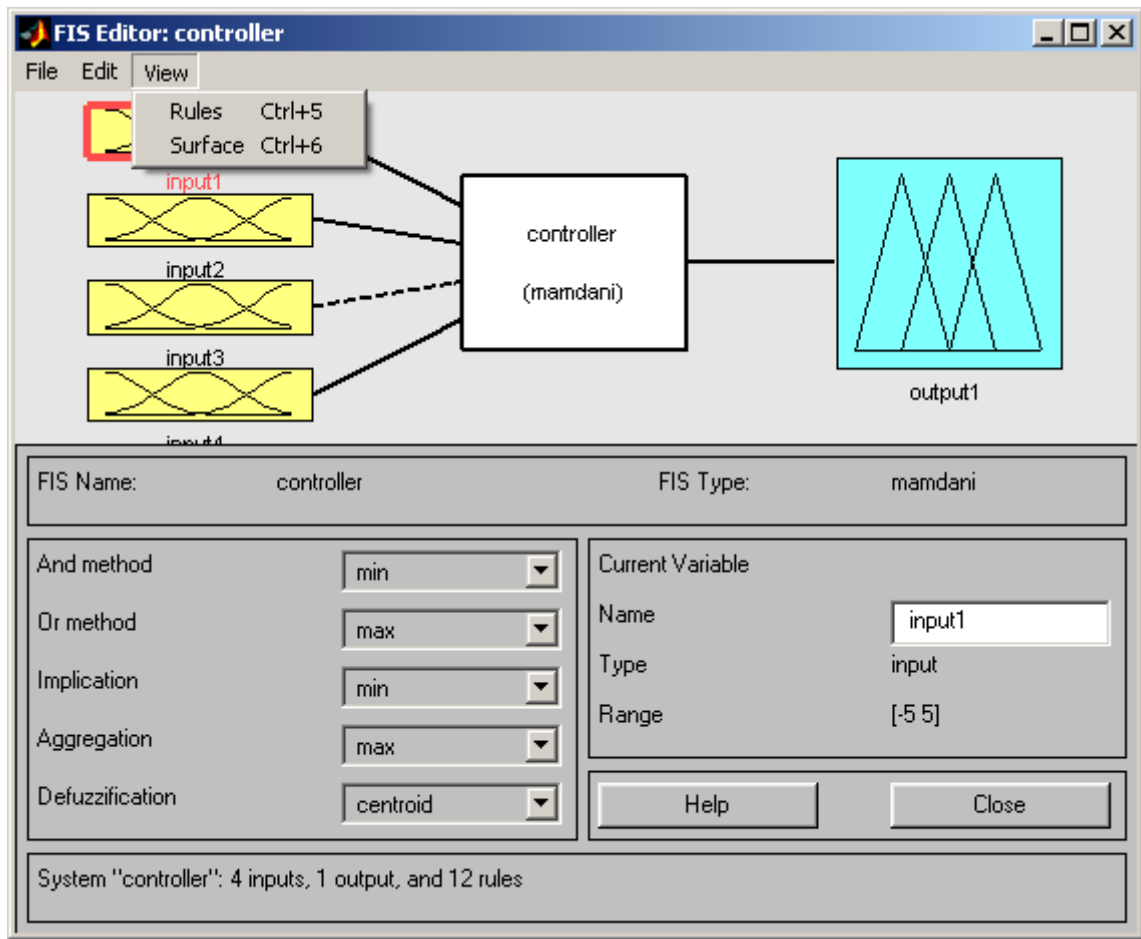 FIS Editor: controller
File Edit View
Rules Ctrl+5
Surface Ctrl+6
input1
input2
input3
input4
controller
(mamdani)
output1
FIS Name: controller FIS Type: mamdani
And method min
Or method max
Implication min
Aggregation max
Defuzzification centroid
Current Variable
Name input1
Type input
Range [-5 5]
Help Close
System "controller": 4 inputs, 1 output, and 12 rules